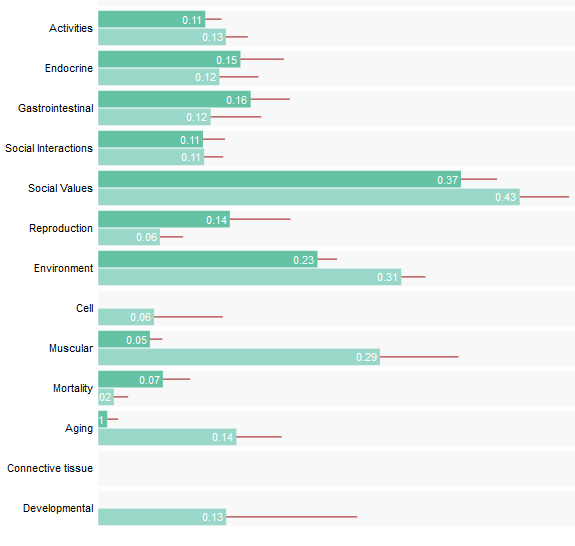 Activities 0.11
0.13
Endocrine 0.15
0.12
Gastrointestinal 0.16
0.12
Social Interactions 0.11
0.11
Social Values 0.37
0.43
Reproduction 0.14
0.06
Environment 0.23
0.31
Cell 0.06
Muscular 0.05
0.29
Mortality 0.07
02
Aging 1
0.14
Connective tissue
Developmental 0.13